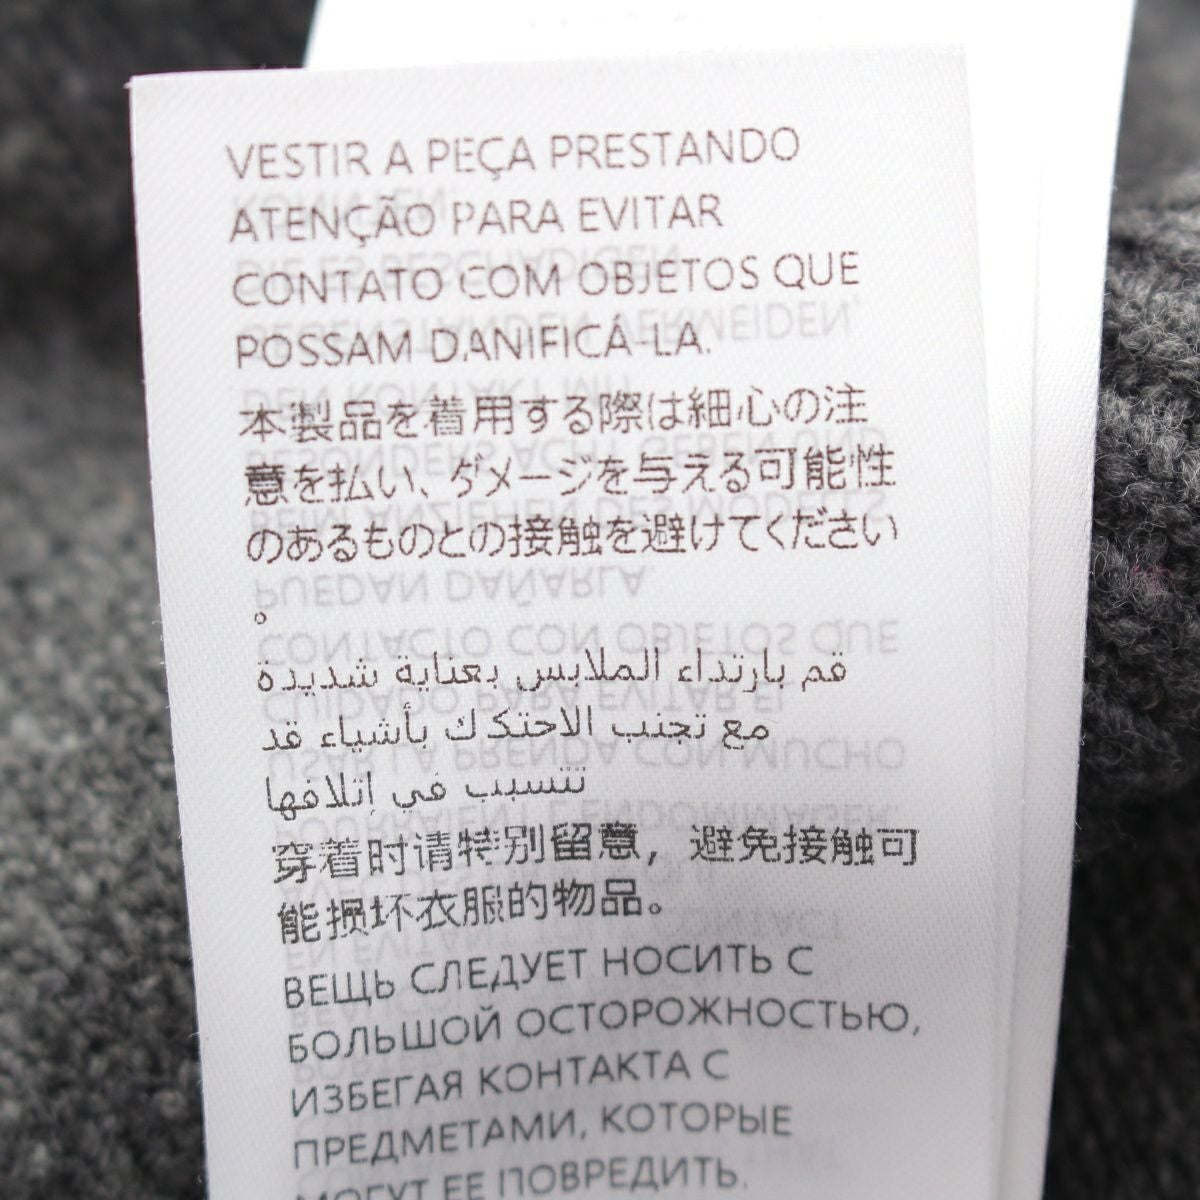 VESTIR A PEÇA PRESTANDO
ATENÇÃO PARA EVITAR
CONTATO COM OBJETOS QUE
POSSAM DANIFICÁ-LA.
本製品を着用する際は細心の注
意を払い、ダメージを与える可能性
のあるものとの接触を避けてください
。
قم بارتداء الملابس بعناية شديدة
مع تجنب الاحتكاك بأشياء قد
تتسبب في إتلافها
穿着时请特别留意，避免接触可
能损坏衣服的物品。
ВЕЩЬ СЛЕДУЕТ НОСИТЬ С
БОЛЬШОЙ ОСТОРОЖНОСТЬЮ,
ИЗБЕГАЯ КОНТАКТА С
ПРЕДМЕТАМИ, КОТОРЫЕ
МОГУТ ЕЕ ПОВРЕДИТЬ.